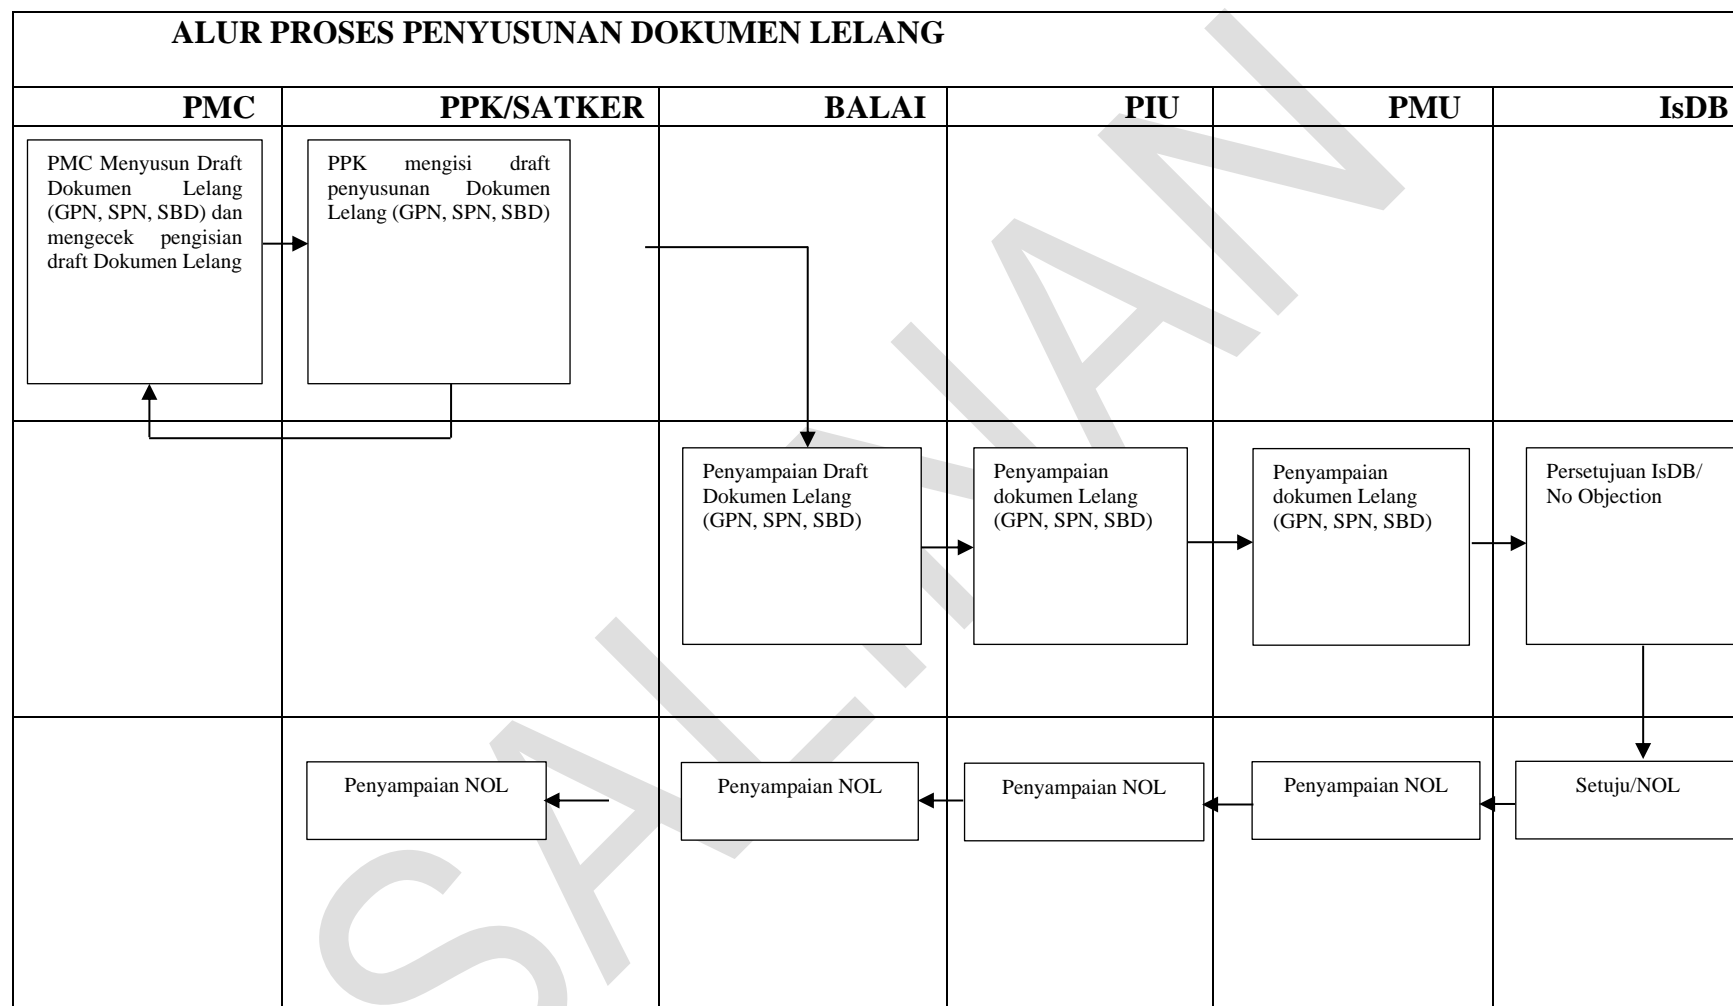 ALUR PROSES PENYUSUNAN DOKUMEN LELANG
PMC
PPK/SATKER
BALAI
PIU
PMU
IsDB
PMC Menyusun Draft
Dokumen Lelang
(GPN, SPN, SBD) dan
mengecek pengisian
draft Dokumen Lelang
PPK mengisi draft
penyusunan Dokumen
Lelang (GPN, SPN, SBD)
Penyampaian Draft
Dokumen Lelang
(GPN, SPN, SBD)
Penyampaian
dokumen Lelang
(GPN, SPN, SBD)
Penyampaian
dokumen Lelang
(GPN, SPN, SBD)
Persetujuan IsDB/
No Objection
Penyampaian NOL
Penyampaian NOL
Penyampaian NOL
Penyampaian NOL
Setuju/NOL
SALINAN